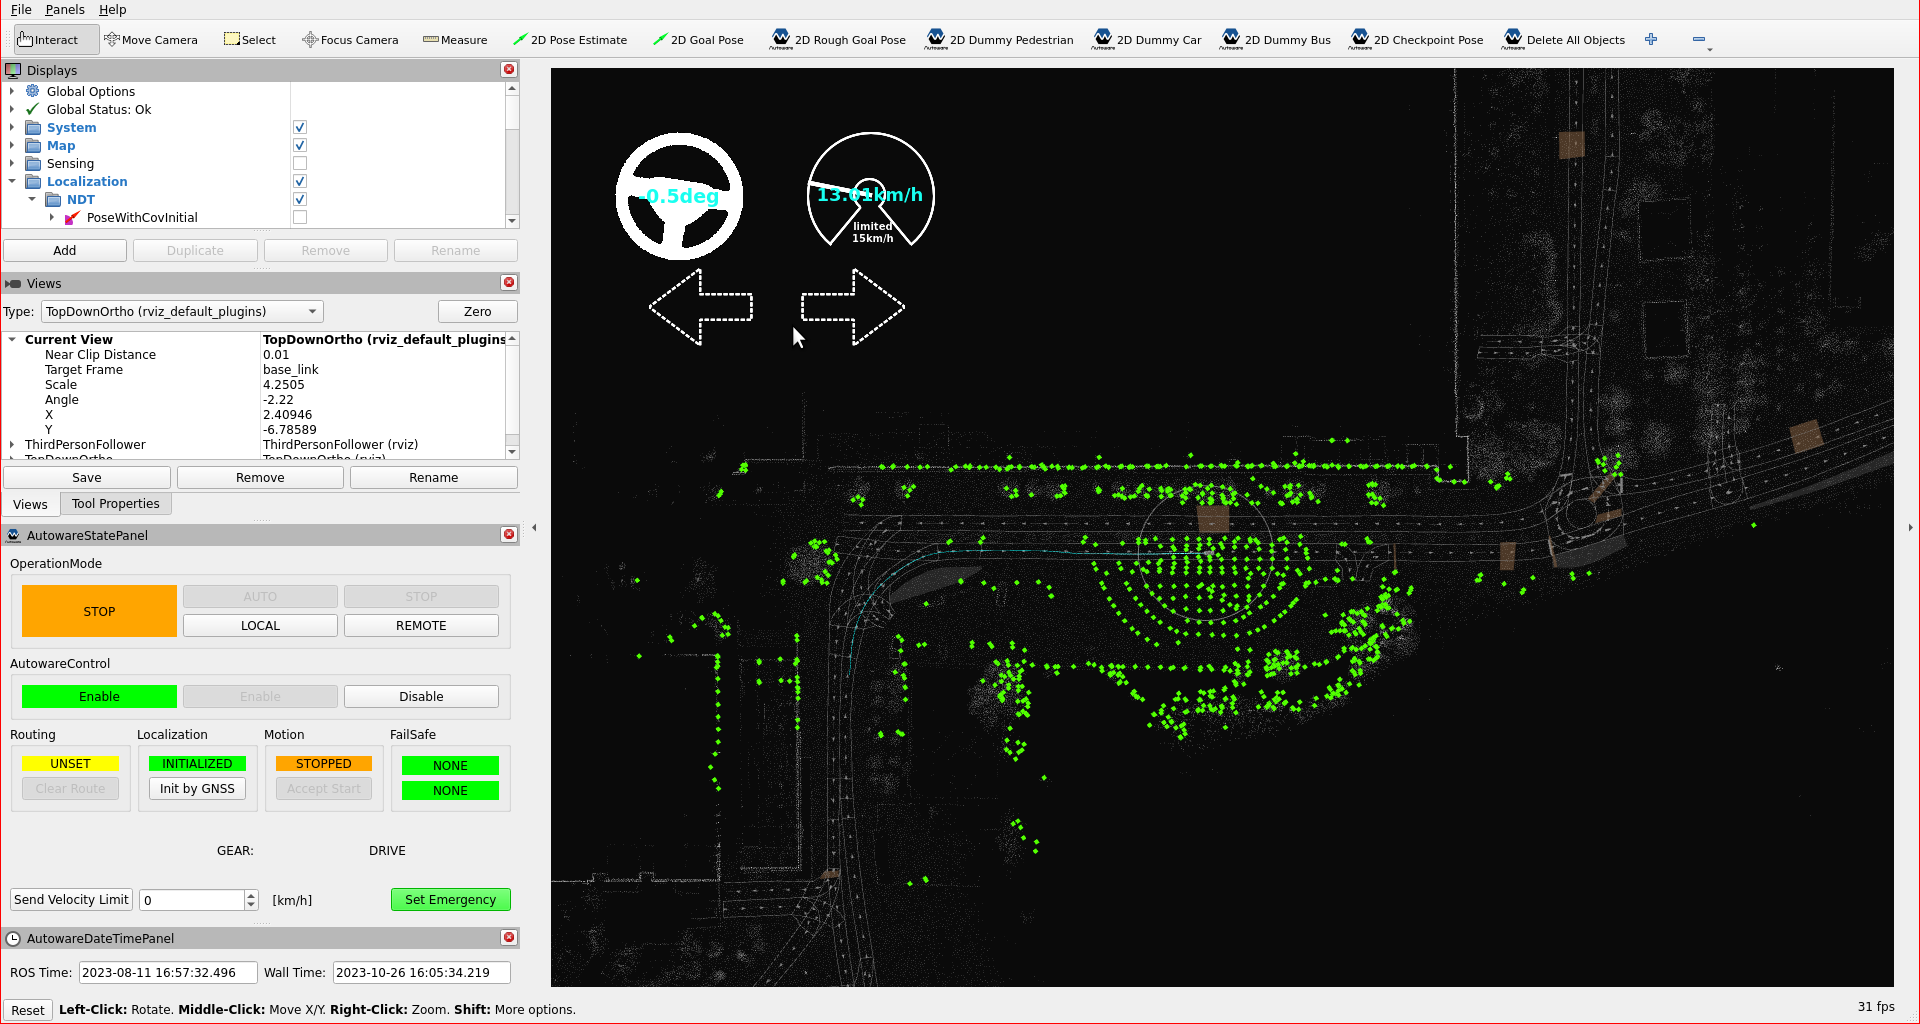 File Panels Help
Interact Move Camera Select Focus Camera Measure 2D Pose Estimate 2D Goal Pose 2D Rough Goal Pose 2D Dummy Pedestrian 2D Dummy Car 2D Dummy Bus 2D Checkpoint Pose Delete All Objects
Displays
Global Options
Global Status: Ok
System
Map
Sensing
Localization
NDT
PoseWithCovInitial
Add Duplicate Remove Rename
Views
Type: TopDownOrtho (rviz_default_plugins) Zero
Current View TopDownOrtho (rviz_default_plugins
Near Clip Distance 0.01
Target Frame base_link
Scale 4.2505
Angle -2.22
X 2.40946
Y -6.78589
ThirdPersonFollower ThirdPersonFollower (rviz)
TopDownOrtho TopDownOrtho (rviz)
Save Remove Rename
Views Tool Properties
AutowareStatePanel
OperationMode
STOP AUTO STOP
LOCAL REMOTE
AutowareControl
Enable Enable Disable
Routing Localization Motion FailSafe
UNSET INITIALIZED STOPPED NONE
Clear Route Init by GNSS Accept Start NONE
GEAR: DRIVE
Send Velocity Limit 0 [km/h] Set Emergency
AutowareDateTimePanel
ROS Time: 2023-08-11 16:57:32.496 Wall Time: 2023-10-26 16:05:34.219
Reset Left-Click: Rotate. Middle-Click: Move X/Y. Right-Click: Zoom. Shift: More options. 31 fps
-0.5deg
13.01km/h
limited
15km/h